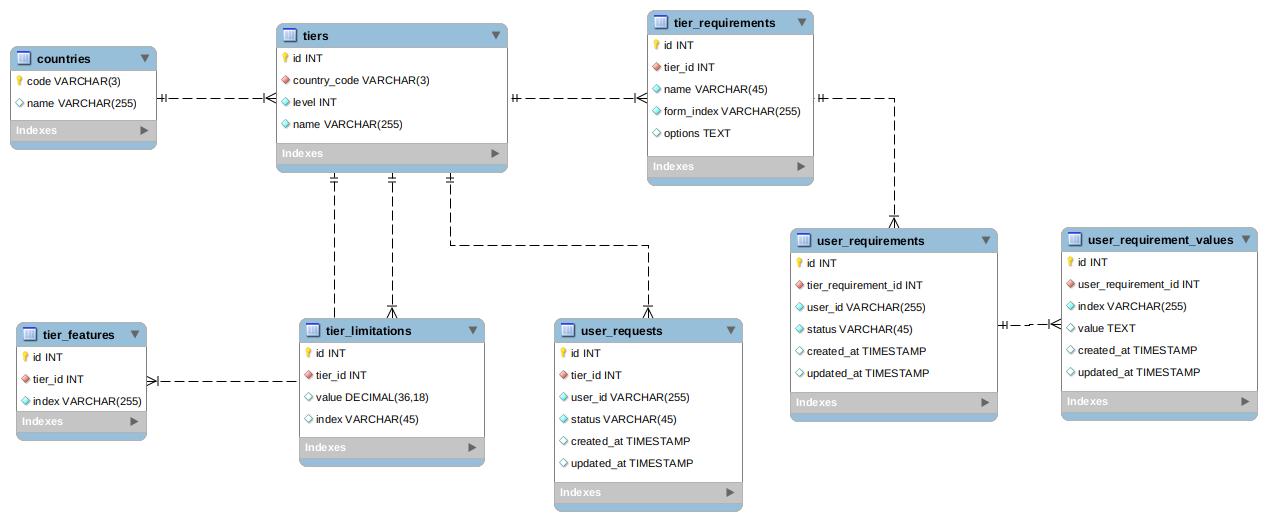 countries
code VARCHAR(3)
name VARCHAR(255)
Indexes
tiers
id INT
country_code VARCHAR(3)
level INT
name VARCHAR(255)
Indexes
tier_requirements
id INT
tier_id INT
name VARCHAR(45)
form_index VARCHAR(255)
options TEXT
Indexes
user_requirements
id INT
tier_requirement_id INT
user_id VARCHAR(255)
status VARCHAR(45)
created_at TIMESTAMP
updated_at TIMESTAMP
Indexes
user_requirement_values
id INT
user_requirement_id INT
index VARCHAR(255)
value TEXT
created_at TIMESTAMP
updated_at TIMESTAMP
Indexes
tier_features
id INT
tier_id INT
index VARCHAR(255)
Indexes
tier_limitations
id INT
tier_id INT
value DECIMAL(36,18)
index VARCHAR(45)
Indexes
user_requests
id INT
tier_id INT
user_id VARCHAR(255)
status VARCHAR(45)
created_at TIMESTAMP
updated_at TIMESTAMP
Indexes